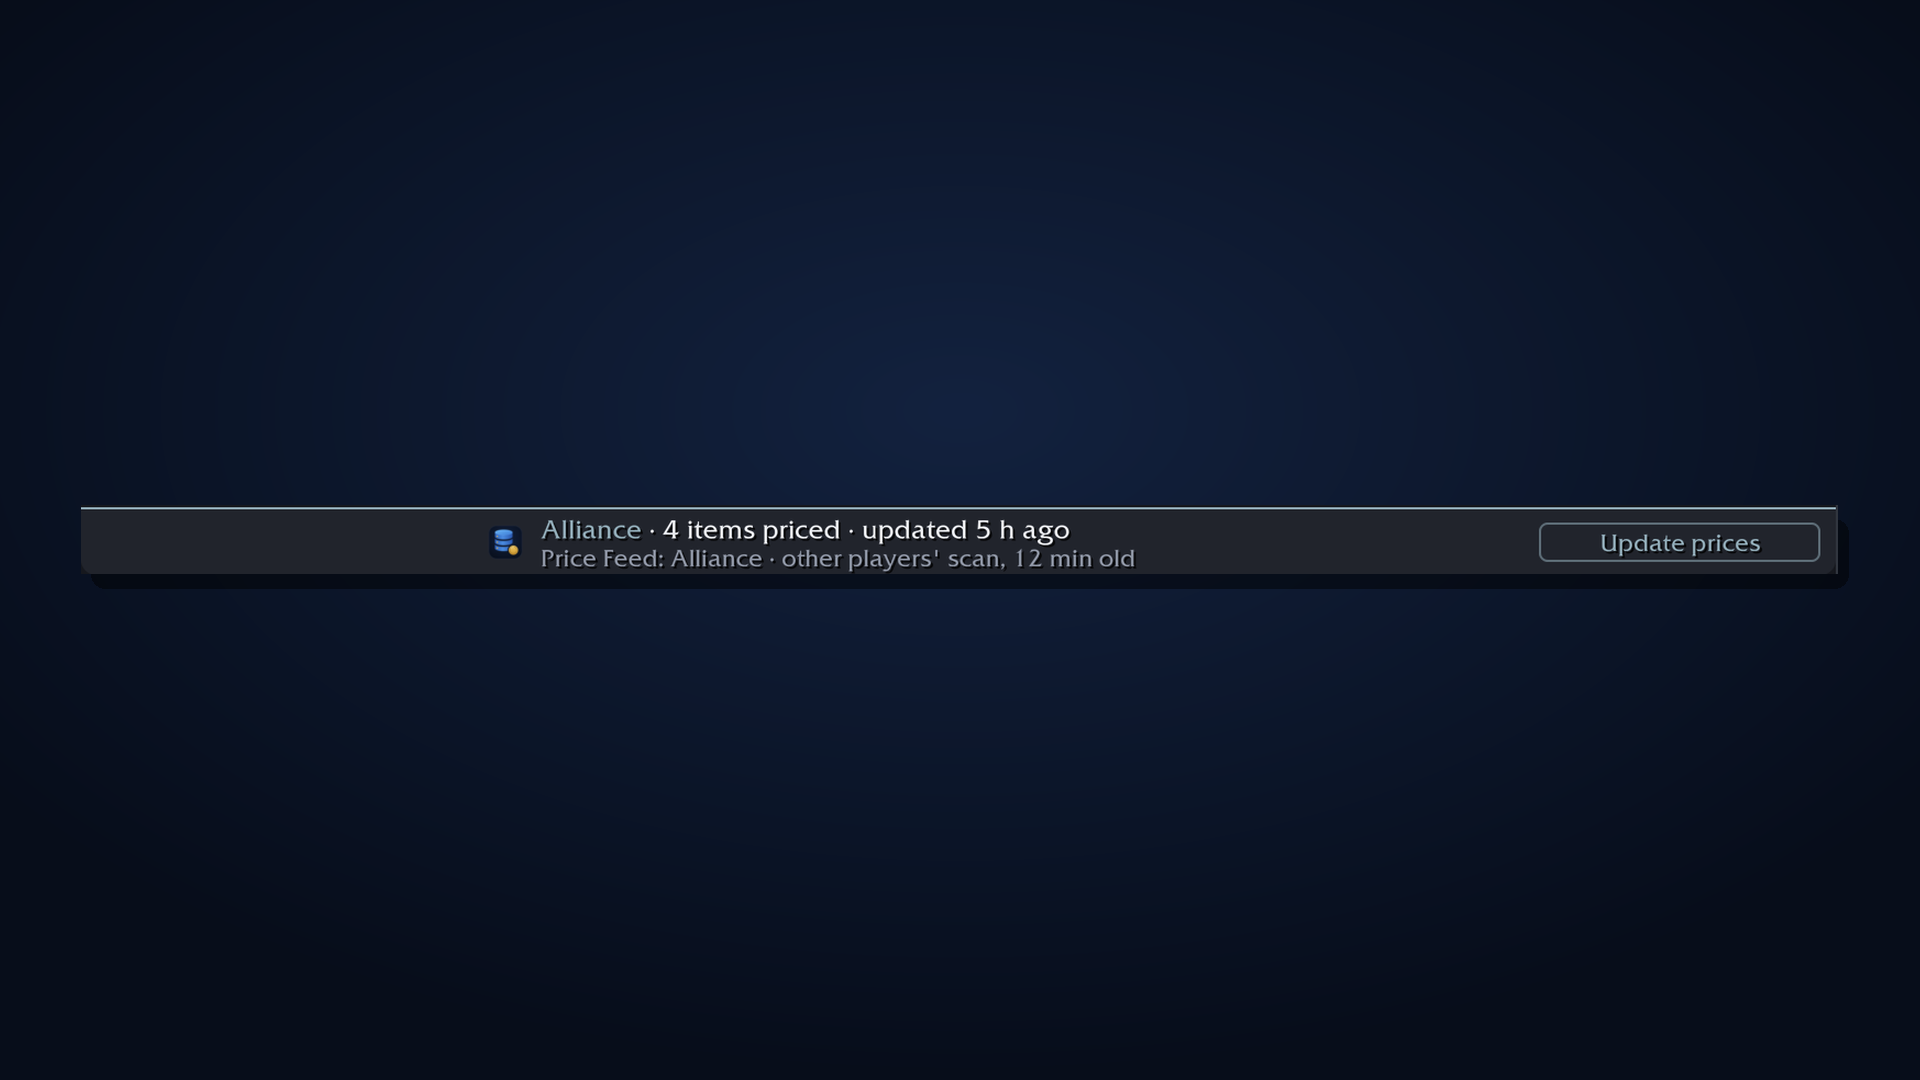 Alliance · 4 items priced · updated 5 h ago
Price Feed: Alliance · other players' scan, 12 min old
Update prices